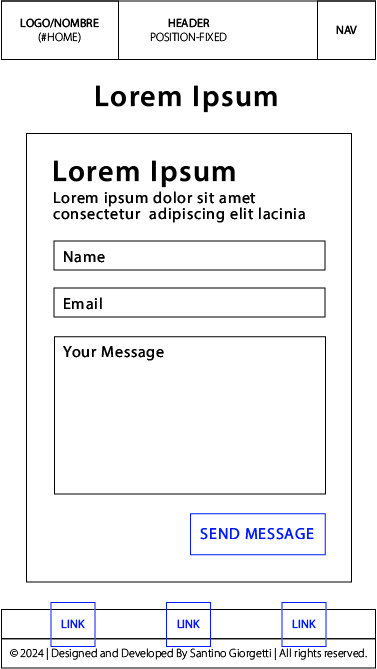 LOGO/NOMBRE
(#HOME)
HEADER
POSITION-FIXED
NAV
Lorem Ipsum
Lorem Ipsum
Lorem ipsum dolor sit amet
consectetur adipiscing elit lacinia
Name
Email
Your Message
SEND MESSAGE
LINK
LINK
LINK
© 2024 | Designed and Developed By Santino Giorgetti | All rights reserved.